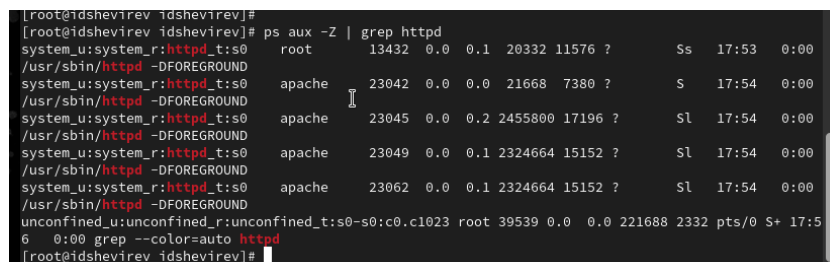 [root@idshevirev idshevirev]#
[root@idshevirev idshevirev]# ps aux -Z | grep httpd
system_u:system_r:httpd_t:s0    root       13432  0.0  0.1  20332 11576 ?        Ss   17:53   0:00
/usr/sbin/httpd -DFOREGROUND
system_u:system_r:httpd_t:s0    apache     23042  0.0  0.0  21668  7380 ?        S    17:54   0:00
/usr/sbin/httpd -DFOREGROUND
system_u:system_r:httpd_t:s0    apache     23045  0.0  0.2 2455800 17196 ?       Sl   17:54   0:00
/usr/sbin/httpd -DFOREGROUND
system_u:system_r:httpd_t:s0    apache     23049  0.0  0.1 2324664 15152 ?       Sl   17:54   0:00
/usr/sbin/httpd -DFOREGROUND
system_u:system_r:httpd_t:s0    apache     23062  0.0  0.1 2324664 15152 ?       Sl   17:54   0:00
/usr/sbin/httpd -DFOREGROUND
unconfined_u:unconfined_r:unconfined_t:s0-s0:c0.c1023 root 39539 0.0  0.0 221688 2332 pts/0 S+ 17:5
6   0:00 grep --color=auto httpd
[root@idshevirev idshevirev]#